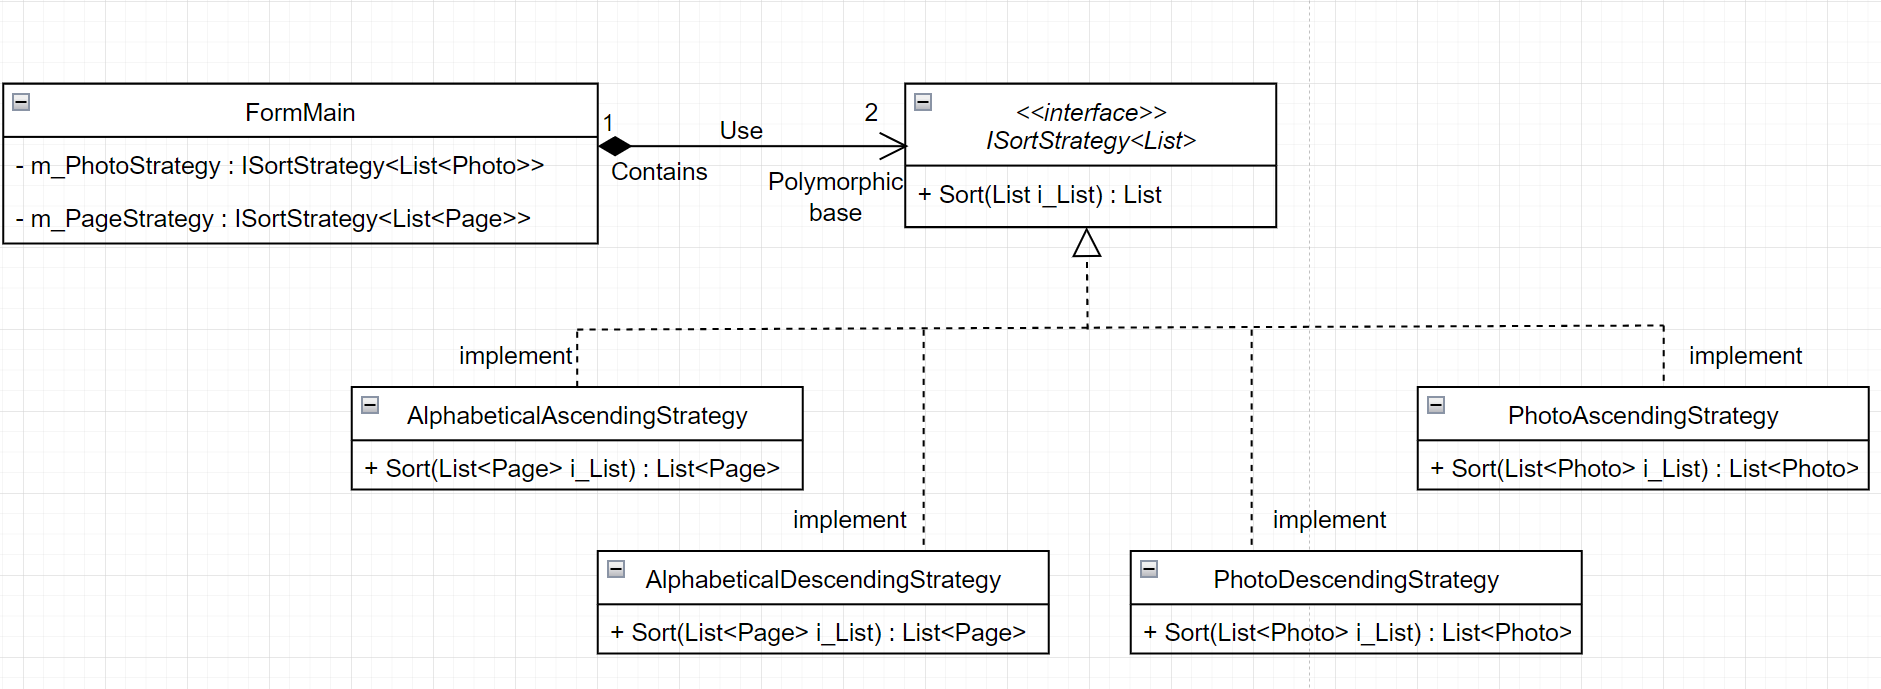 FormMain
- m_PhotoStrategy : ISortStrategy<List<Photo>>
- m_PageStrategy : ISortStrategy<List<Page>>
1
Use
2
Contains
Polymorphic
base
<<interface>>
ISortStrategy<List>
+ Sort(List i_List) : List
implement
implement
AlphabeticalAscendingStrategy
+ Sort(List<Page> i_List) : List<Page>
PhotoAscendingStrategy
+ Sort(List<Photo> i_List) : List<Photo>
implement
implement
AlphabeticalDescendingStrategy
+ Sort(List<Page> i_List) : List<Page>
PhotoDescendingStrategy
+ Sort(List<Photo> i_List) : List<Photo>